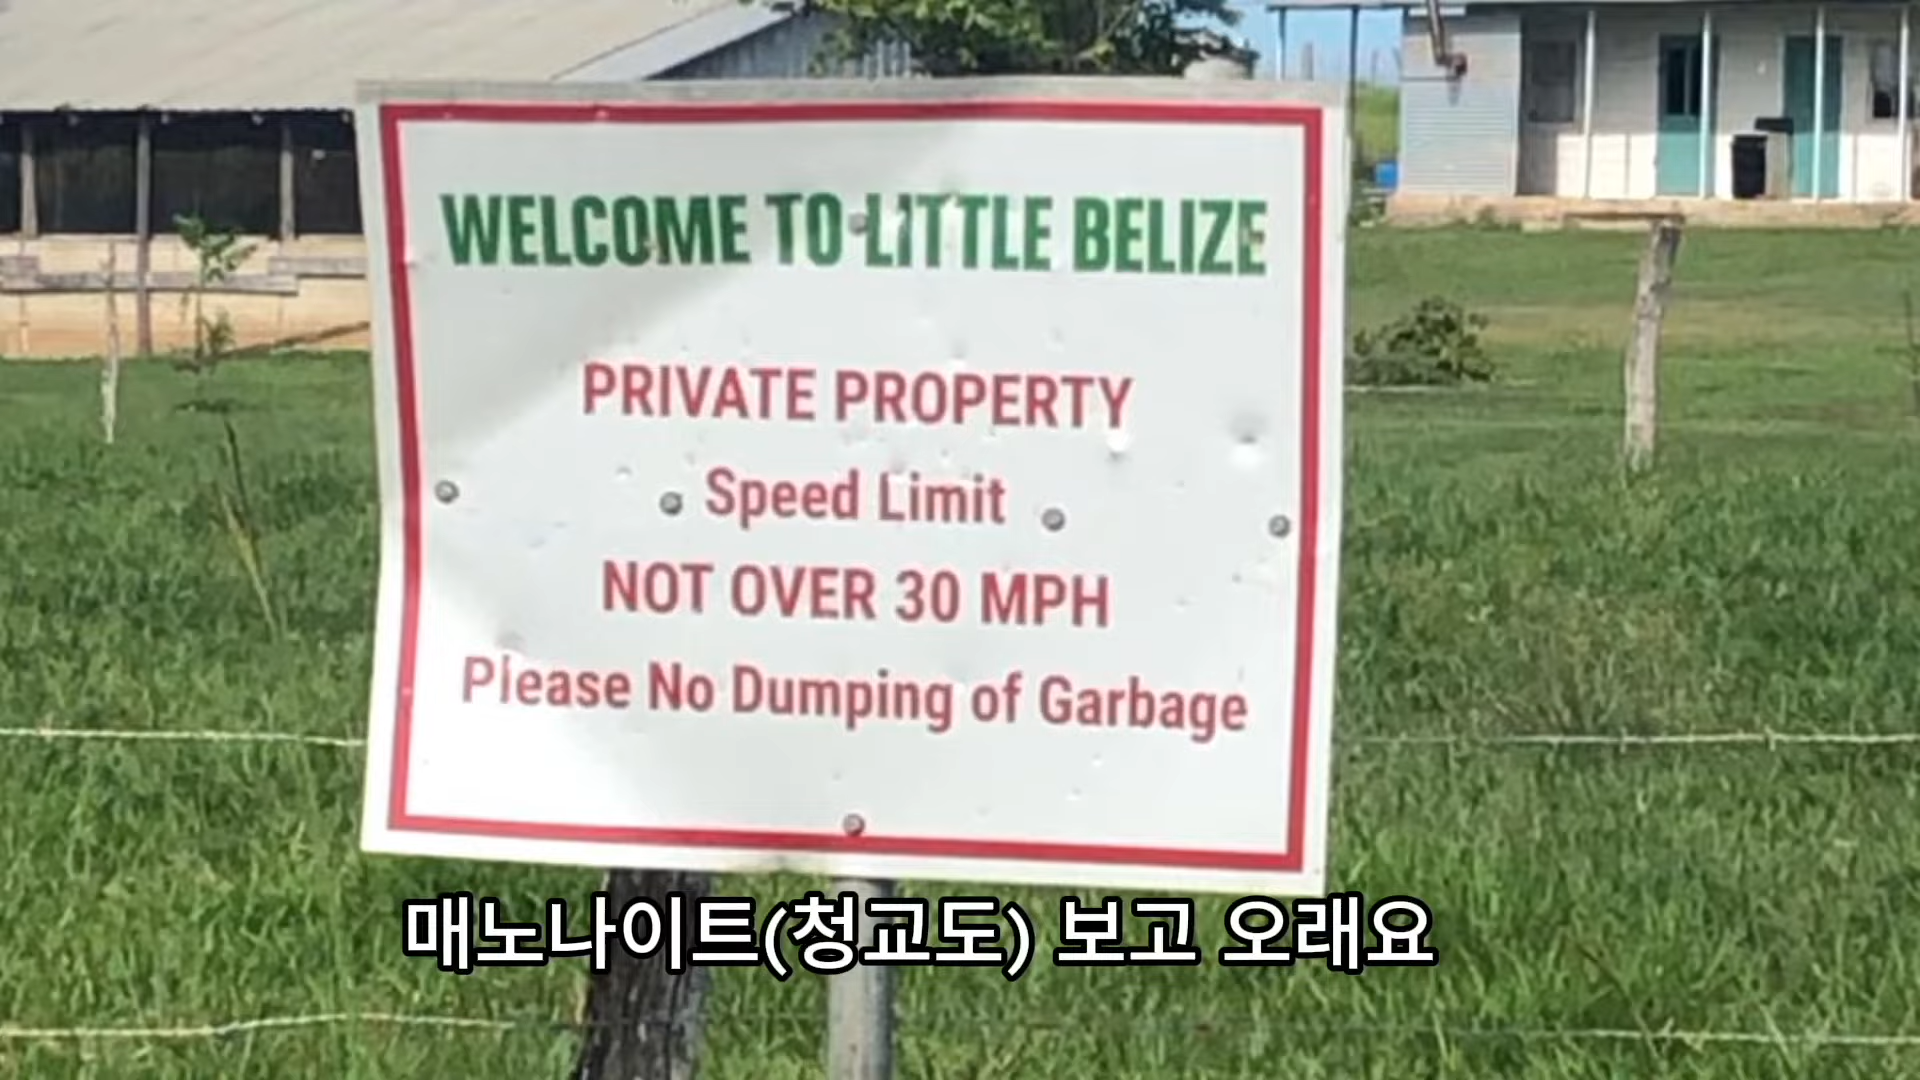 WELCOME TO LITTLE BELIZE
PRIVATE PROPERTY
Speed Limit
NOT OVER 30 MPH
Please No Dumping of Garbage
매노나이트(청교도) 보고 오래요